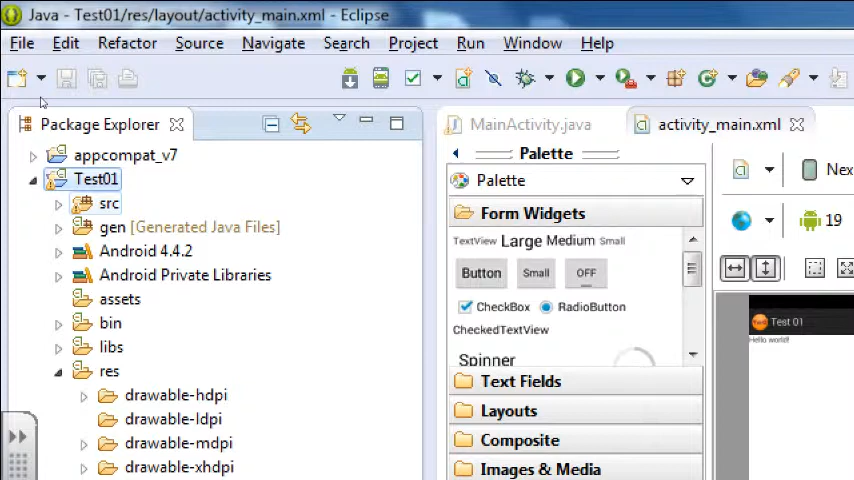 Java - Test01/res/layout/activity_main.xml - Eclipse
File Edit Refactor Source Navigate Search Project Run Window Help
Package Explorer
MainActivity.java
activity_main.xml
appcompat_v7
Test01
src
gen [Generated Java Files]
Android 4.4.2
Android Private Libraries
assets
bin
libs
res
drawable-hdpi
drawable-ldpi
drawable-mdpi
drawable-xhdpi
Palette
Palette
Form Widgets
TextView Large Medium Small
Button Small OFF
CheckBox RadioButton
CheckedTextView
Spinner
Text Fields
Layouts
Composite
Images & Media
19
Test 01
Hello world!